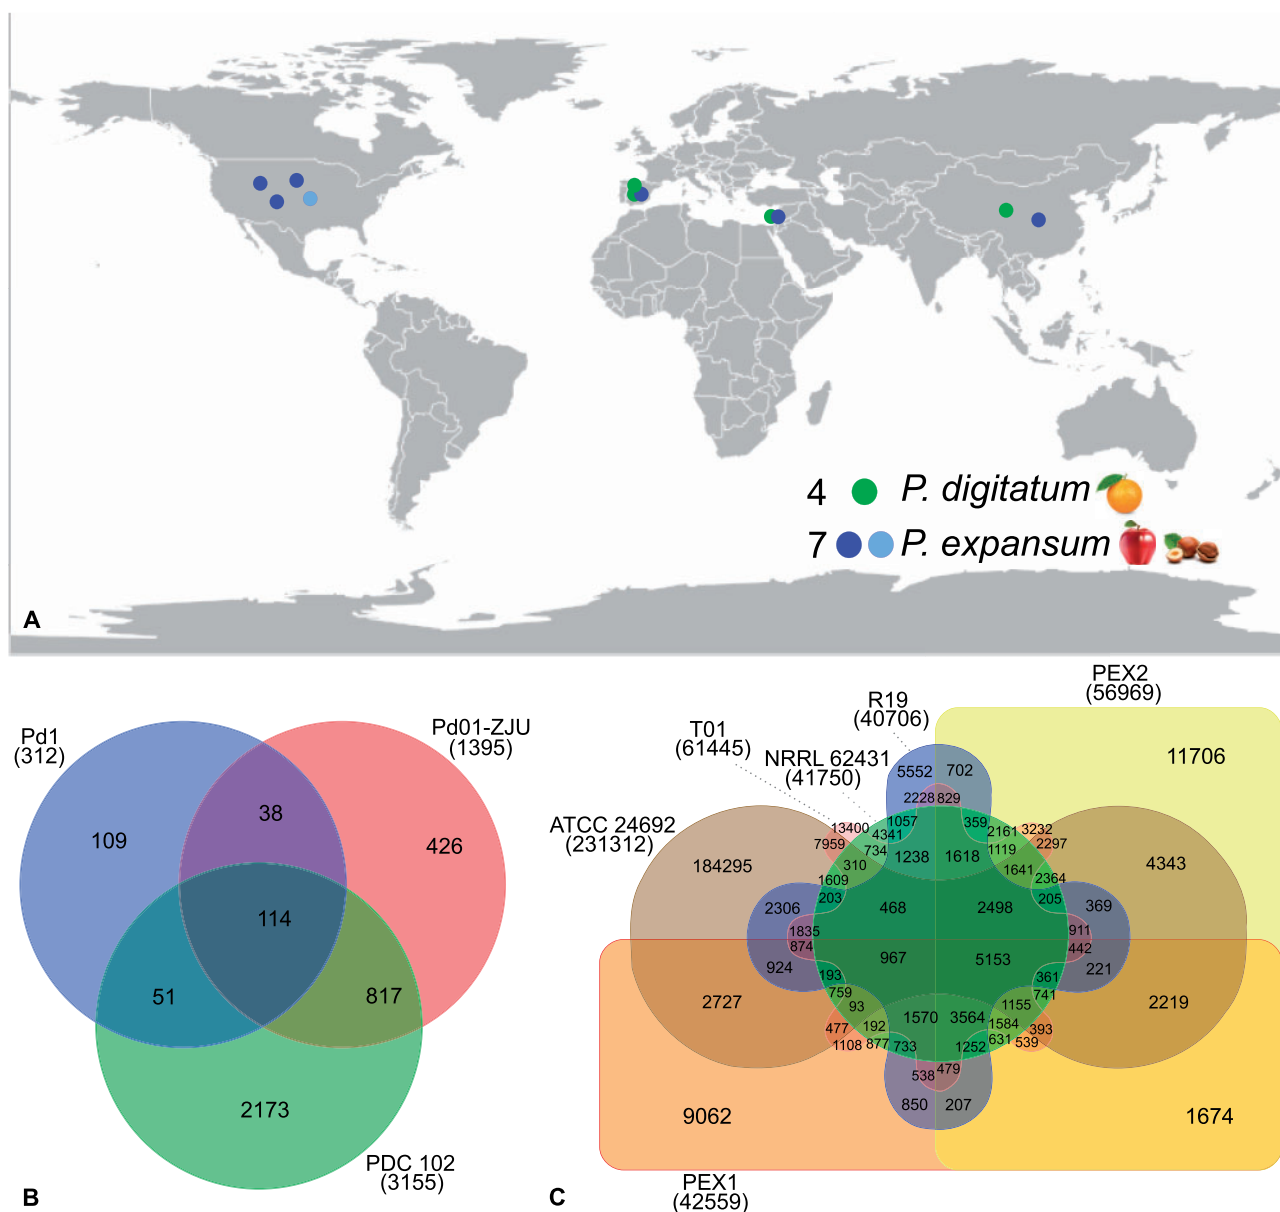 4 P. digitatum
7 P. expansum
A
Pd1
(312)
Pd01-ZJU
(1395)
38
109
426
114
51
817
2173
PDC 102
(3155)
B
PEX2
(56969)
R19
(40706)
T01
(61445)
NRRL 62431
(41750)
ATCC 24692
(231312)
11706
5552 702
2228 829
13400 4341 1057 359 2161 3232
7959 734 1238 1618 1119 2297
184295 310 1641 4343
1609 2364
203 205
2306 468 2498 369
1835 911
874 442
924 967 5153 221
193 361
759 741
2727 93 1155 2219
477 192 1570 3564 1584 393
1108 877 733 1252 631 539
538 479
850 207
9062 1674
PEX1
(42559)
C